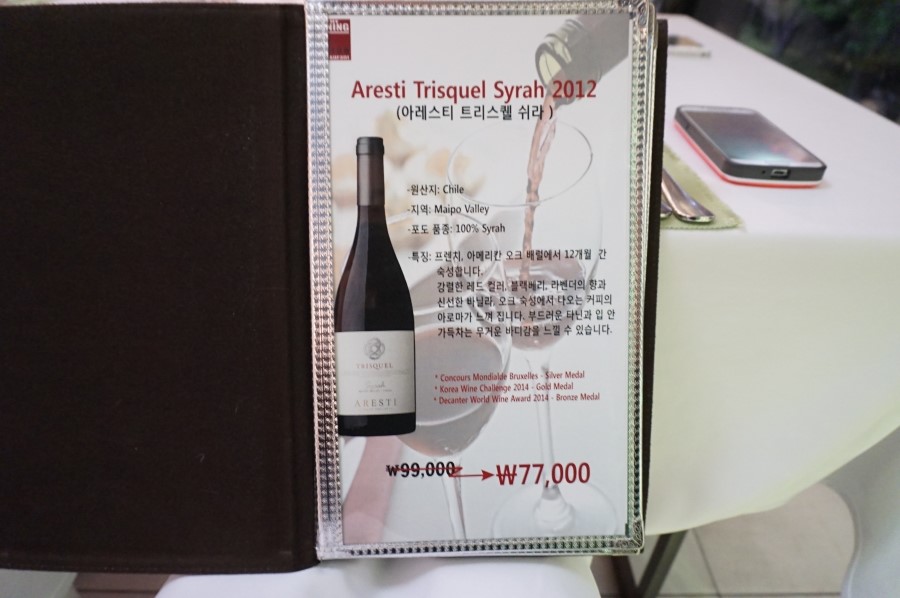 Aresti Trisquel Syrah 2012
(아레스티 트리스퀠 쉬라 )
-원산지: Chile
-지역: Maipo Valley
-포도 품종: 100% Syrah
-특징: 프렌치, 아메리칸 오크 배럴에서 12개월 간
숙성합니다.
강렬한 레드 컬러, 블랙베리, 라벤더의 향과
신선한 바닐라, 오크 숙성에서 다오는 커피의
아로마가 느껴 집니다. 부드러운 타닌과 입 안
가득차는 무거운 바디감을 느낄 수 있습니다.
* Concours Mondialde Bruxelles - Silver Medal
* Korea Wine Challenge 2014 - Gold Medal
* Decanter World Wine Award 2014 - Bronze Medal
TRISQUEL
ARESTI
₩99,000 → ₩77,000